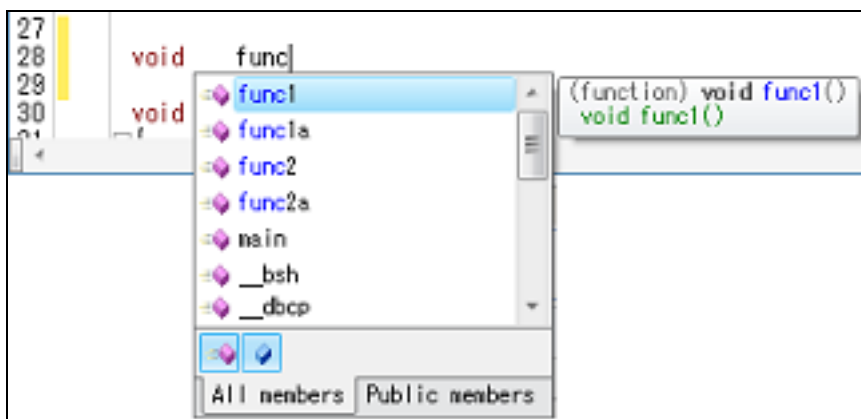 27
28 void func
29
30 void
31 {
func1
func1a
func2
func2a
main
__bsh
__dbcp
(function) void func1()
void func1()
All members Public members